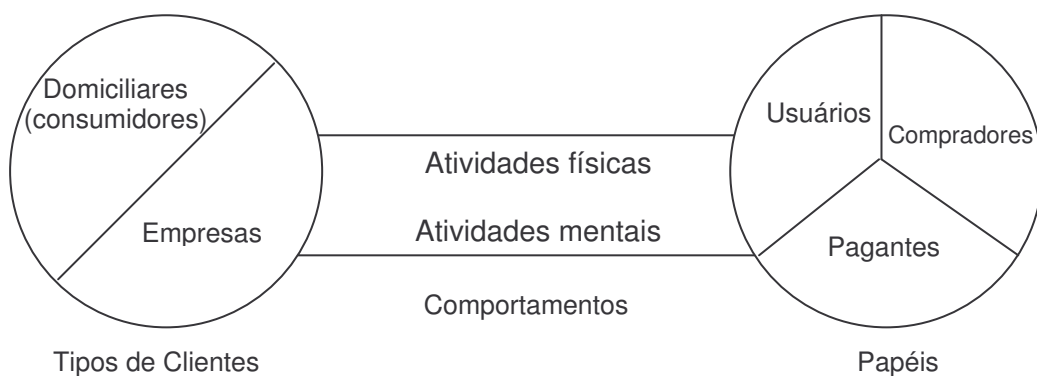 Domiciliares
(consumidores)
Empresas
Atividades físicas
Atividades mentais
Comportamentos
Usuários
Compradores
Pagantes
Tipos de Clientes
Papéis